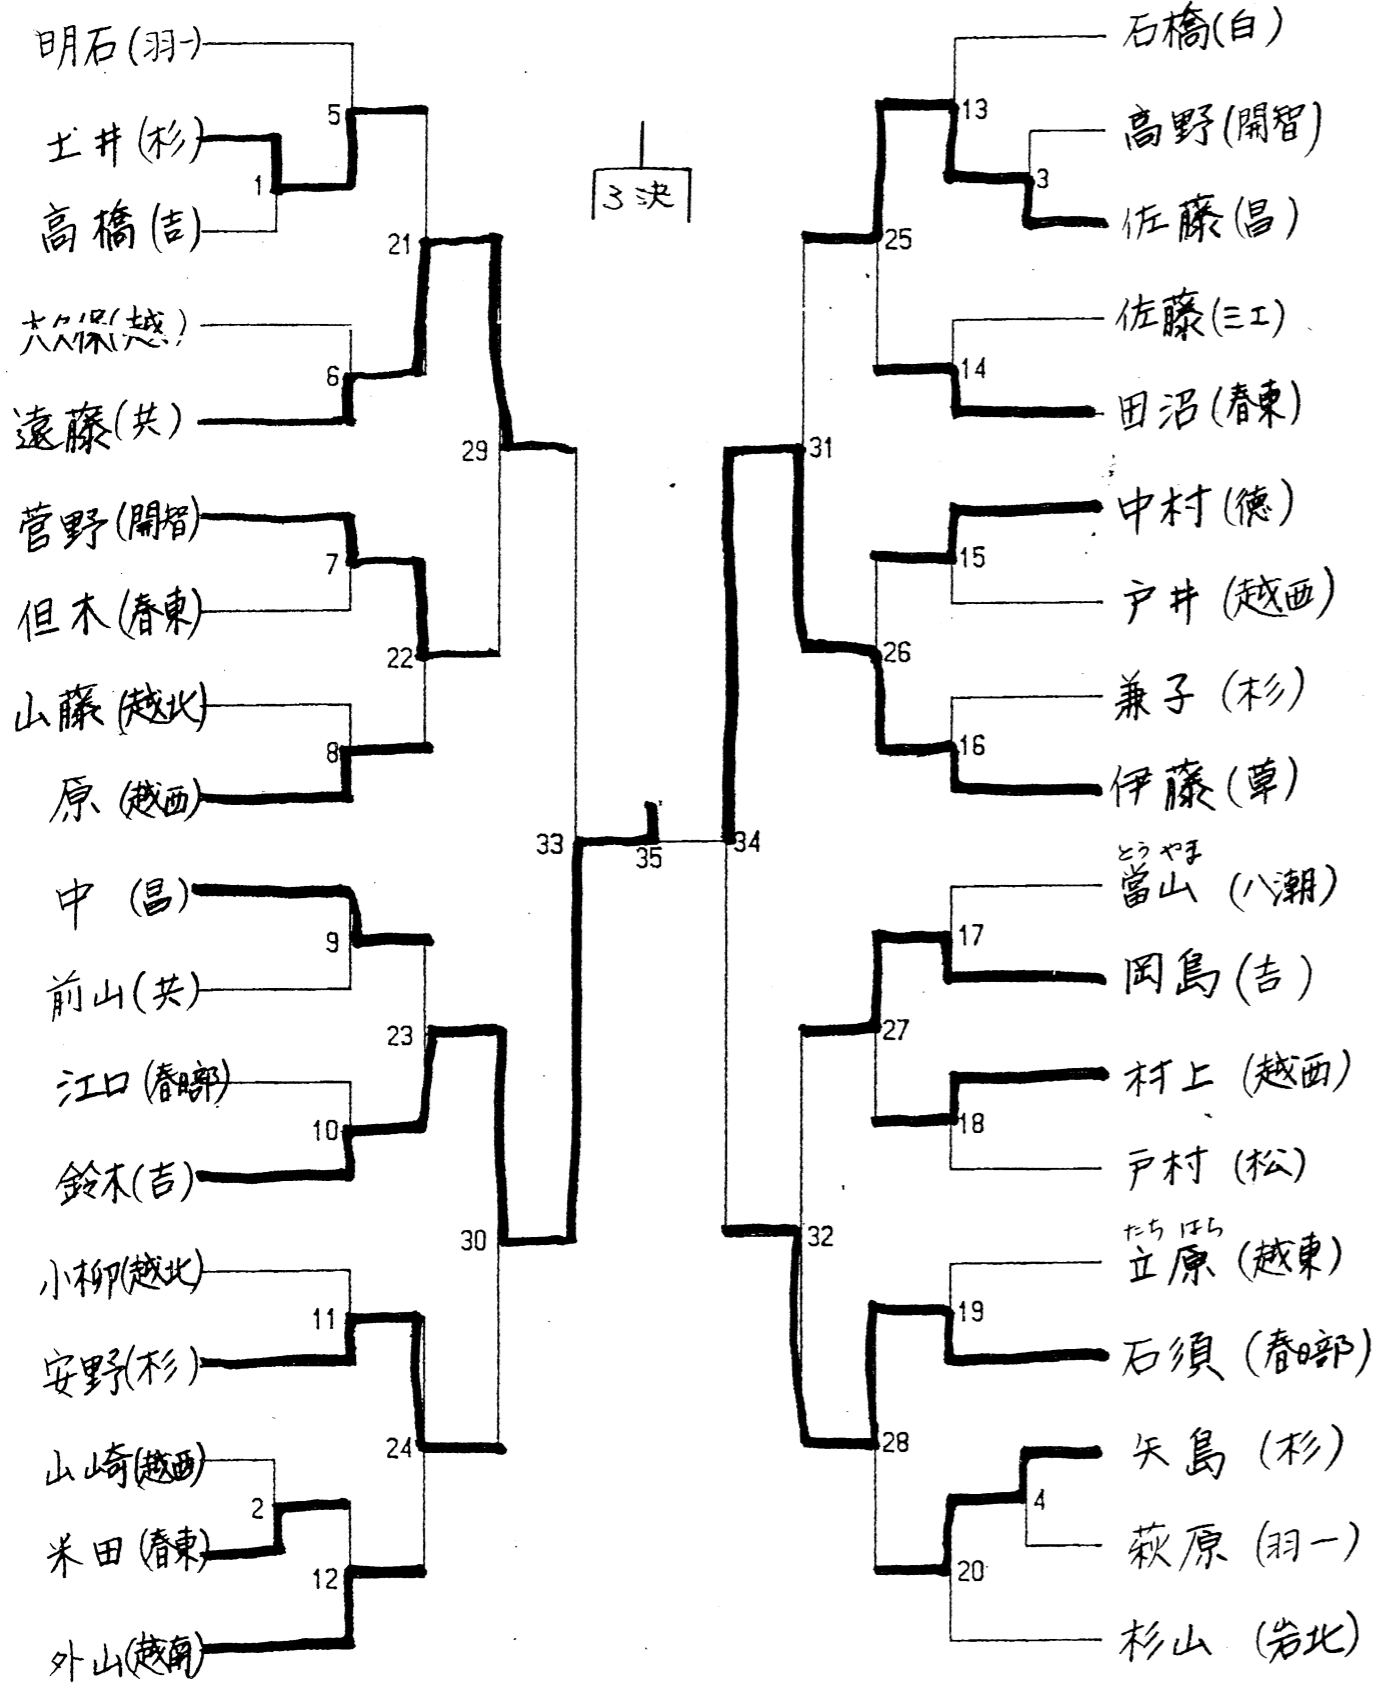 明石(羽一)
土井(杉)
高橋(吉)
大久保(越)
遠藤(共)
菅野(開智)
但木(春東)
山藤(越北)
原(越西)
中(昌)
前山(共)
江口(春日部)
鈴木(吉)
小柳(越北)
安野(杉)
山崎(越西)
米田(春東)
外山(越南)
1
2
5
6
7
8
9
10
11
12
21
22
23
24
29
30
33
3決
35
34
31
32
25
26
27
28
13
14
15
16
17
18
19
20
3
4
石橋(白)
高野(開智)
佐藤(昌)
佐藤(三工)
田沼(春東)
中村(徳)
戸井(越西)
兼子(杉)
伊藤(草)
とうやま
當山(八潮)
岡島(吉)
村上(越西)
戸村(松)
たちはら
立原(越東)
石須(春日部)
矢島(杉)
萩原(羽一)
杉山(岩北)